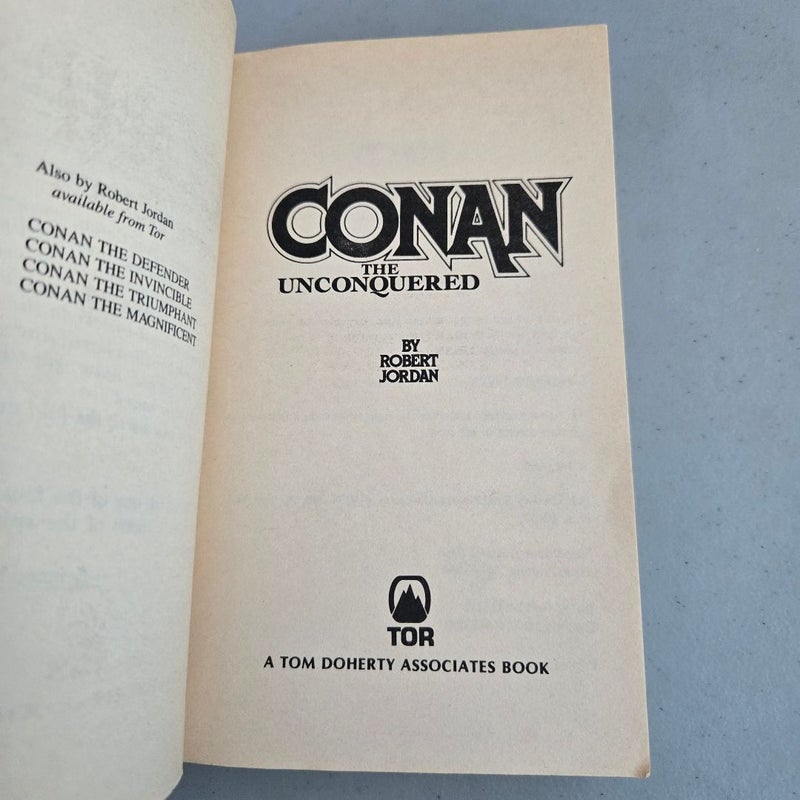 Also by Robert Jordan
available from Tor
CONAN THE DEFENDER
CONAN THE INVINCIBLE
CONAN THE TRIUMPHANT
CONAN THE MAGNIFICENT
CONAN
THE
UNCONQUERED
BY
ROBERT
JORDAN
TOR
A TOM DOHERTY ASSOCIATES BOOK